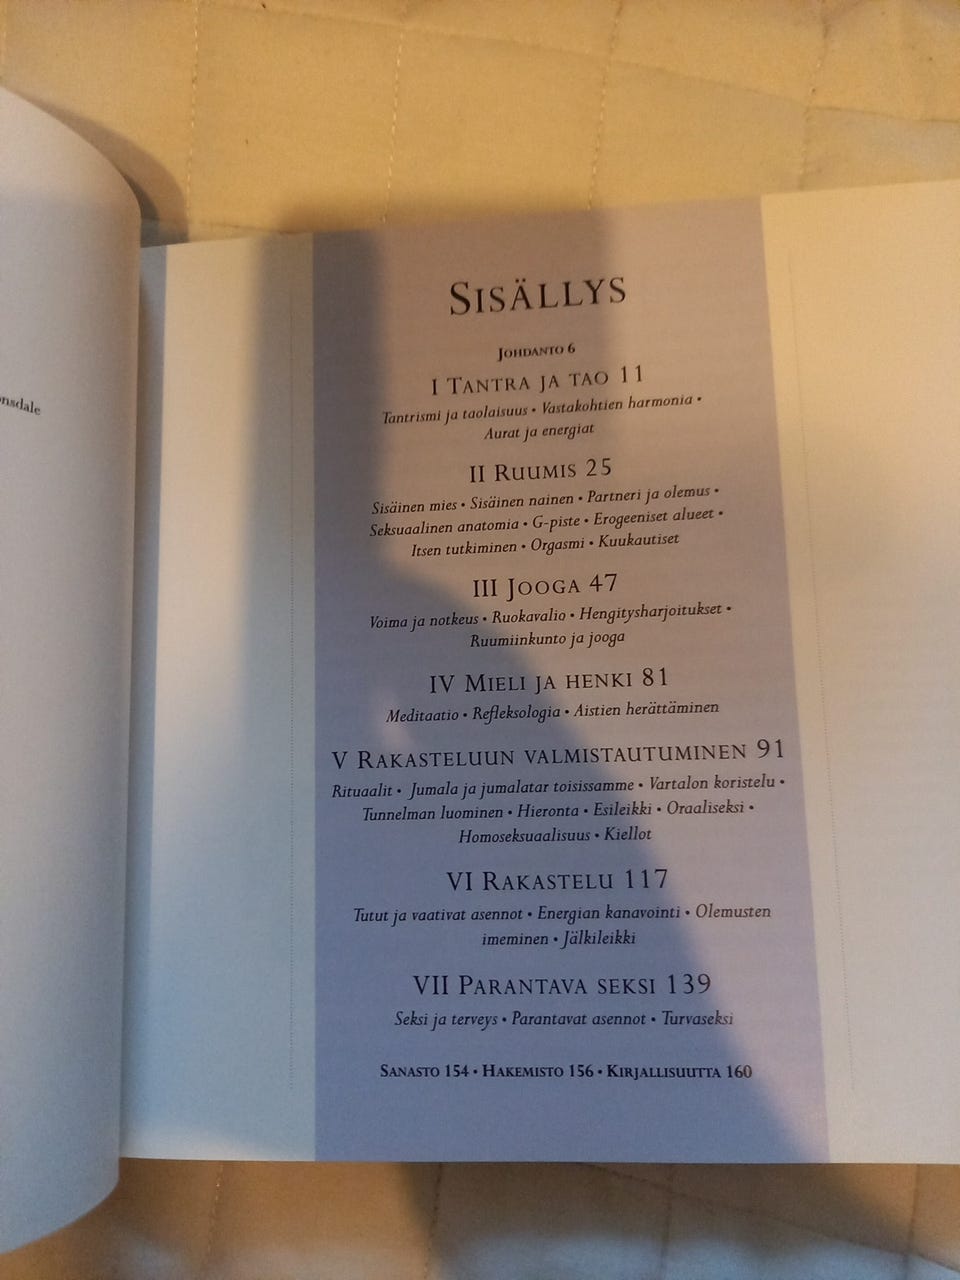 SISÄLLYS
JOHDANTO 6
I TANTRA JA TAO 11
Tantrismi ja taolaisuus • Vastakohtien harmonia •
Aurat ja energiat
II RUUMIS 25
Sisäinen mies • Sisäinen nainen • Partneri ja olemus •
Seksuaalinen anatomia • G-piste • Erogeeniset alueet •
Itsen tutkiminen • Orgasmi • Kuukautiset
III JOOGA 47
Voima ja notkeus • Ruokavalio • Hengitysharjoitukset •
Ruumiinkunto ja jooga
IV MIELI JA HENKI 81
Meditaatio • Refleksologia • Aistien herättäminen
V RAKASTELUUN VALMISTAUTUMINEN 91
Rituaalit • Jumala ja jumalatar toisissamme • Vartalon koristelu •
Tunnelman luominen • Hieronta • Esileikki • Oraaliseksi •
Homoseksuaalisuus • Kiellot
VI RAKASTELU 117
Tutut ja vaativat asennot • Energian kanavointi • Olemusten
imeminen • Jälkileikki
VII PARANTAVA SEKSI 139
Seksi ja terveys • Parantavat asennot • Turvaseksi
SANASTO 154 • HAKEMISTO 156 • KIRJALLISUUTTA 160